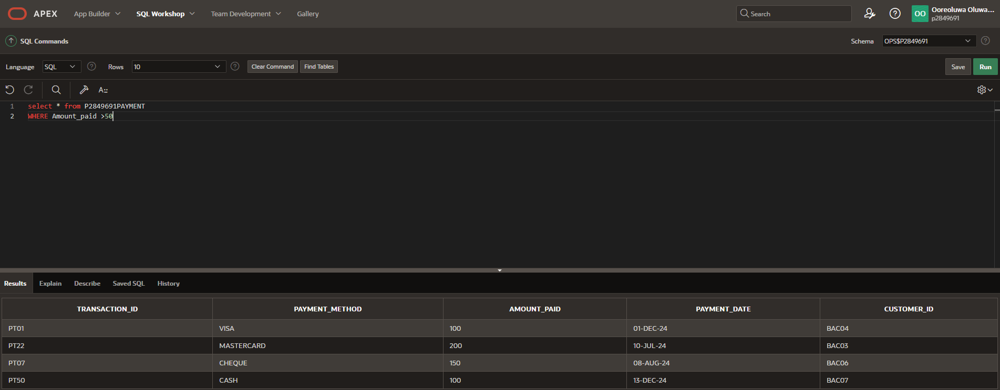 APEX App Builder SQL Workshop Team Development Gallery Search OO Ooreoluwa Oluwa...
p2849691
SQL Commands Schema OPS$P2849691
Language SQL Rows 10 Clear Command Find Tables Save Run
1 select * from P2849691PAYMENT
2 WHERE Amount_paid >50
Results Explain Describe Saved SQL History
TRANSACTION_ID PAYMENT_METHOD AMOUNT_PAID PAYMENT_DATE CUSTOMER_ID
PT01 VISA 100 01-DEC-24 BAC04
PT22 MASTERCARD 200 10-JUL-24 BAC03
PT07 CHEQUE 150 08-AUG-24 BAC06
PT50 CASH 100 13-DEC-24 BAC07